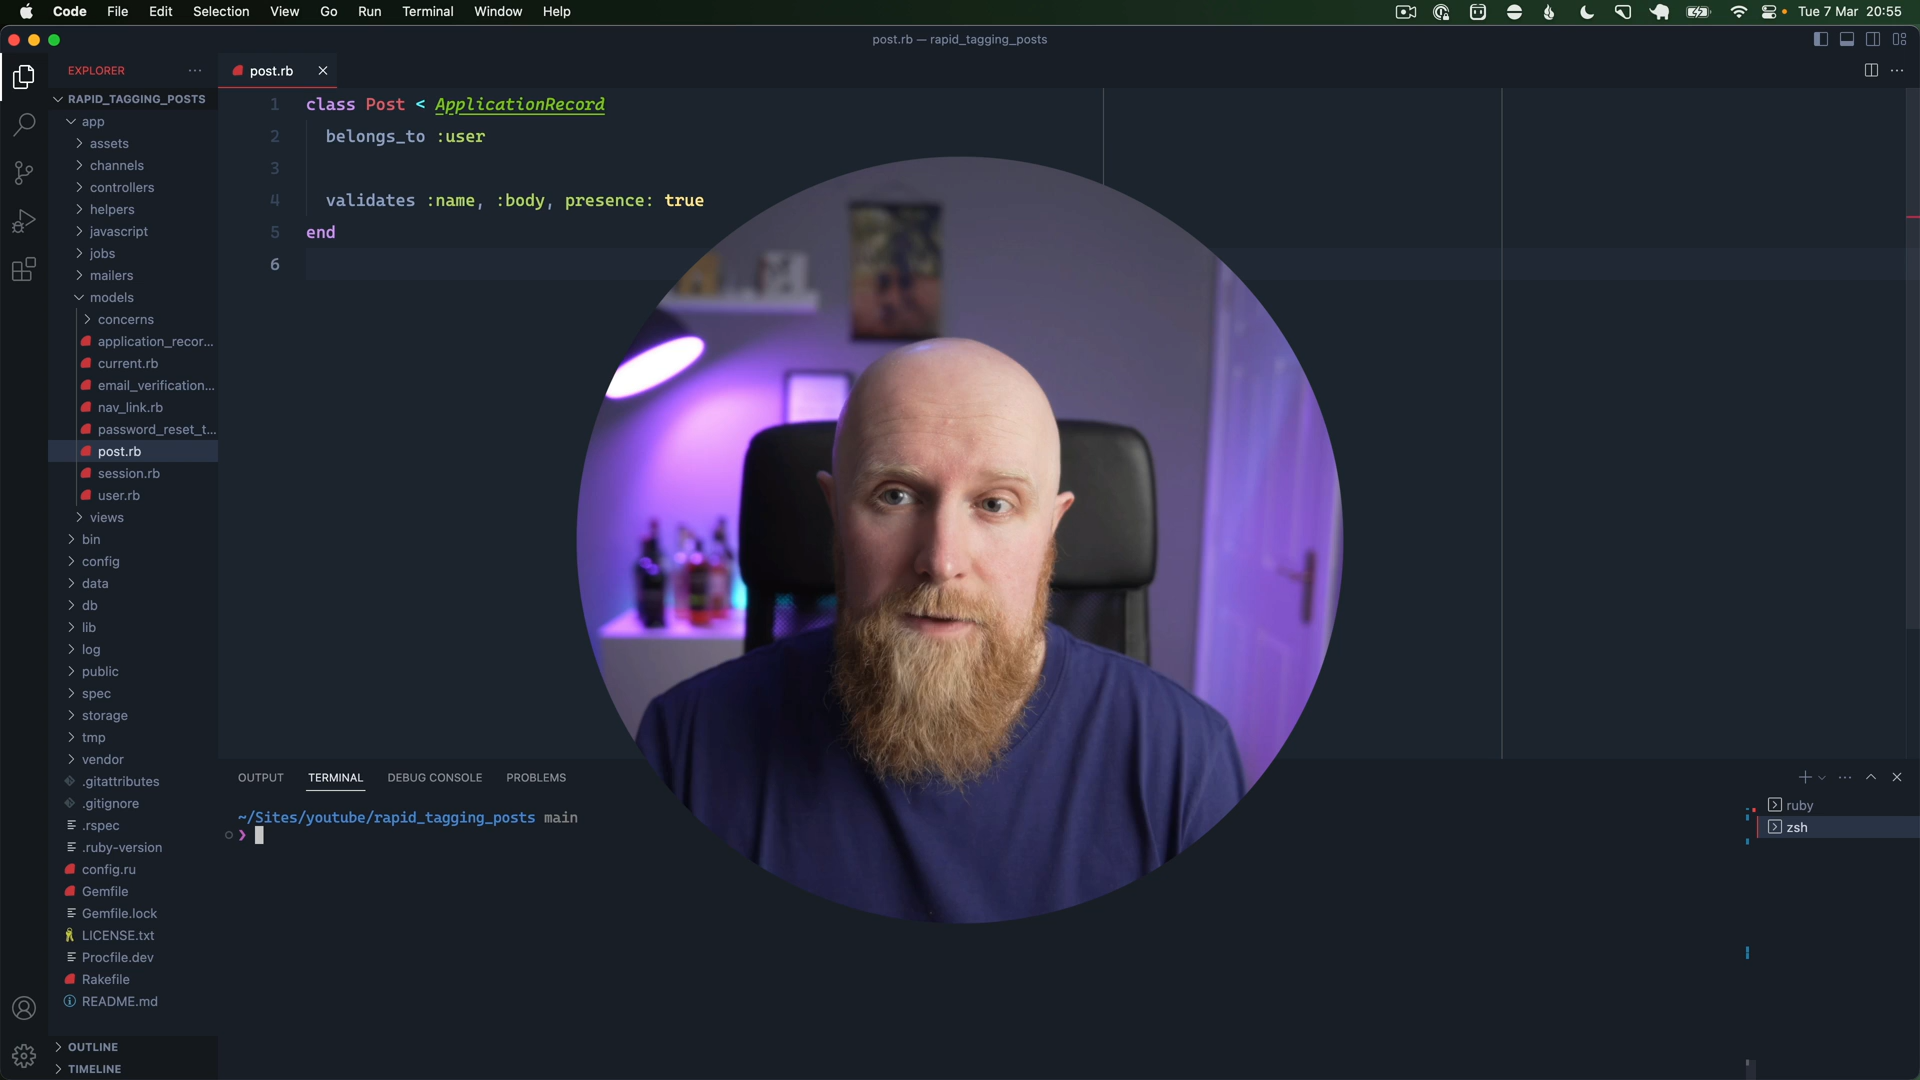 Code File Edit Selection View Go Run Terminal Window Help Tue 7 Mar 20:55
post.rb — rapid_tagging_posts
EXPLORER
post.rb
RAPID_TAGGING_POSTS
app
assets
channels
controllers
helpers
javascript
jobs
mailers
models
concerns
application_recor...
current.rb
email_verification...
nav_link.rb
password_reset_t...
post.rb
session.rb
user.rb
views
bin
config
data
db
lib
log
public
spec
storage
tmp
vendor
.gitattributes
.gitignore
.rspec
.ruby-version
config.ru
Gemfile
Gemfile.lock
LICENSE.txt
Procfile.dev
Rakefile
README.md
OUTLINE
TIMELINE
1 class Post < ApplicationRecord
2 belongs_to :user
3
4 validates :name, :body, presence: true
5 end
6
OUTPUT TERMINAL DEBUG CONSOLE PROBLEMS
~/Sites/youtube/rapid_tagging_posts main
❯
ruby
zsh